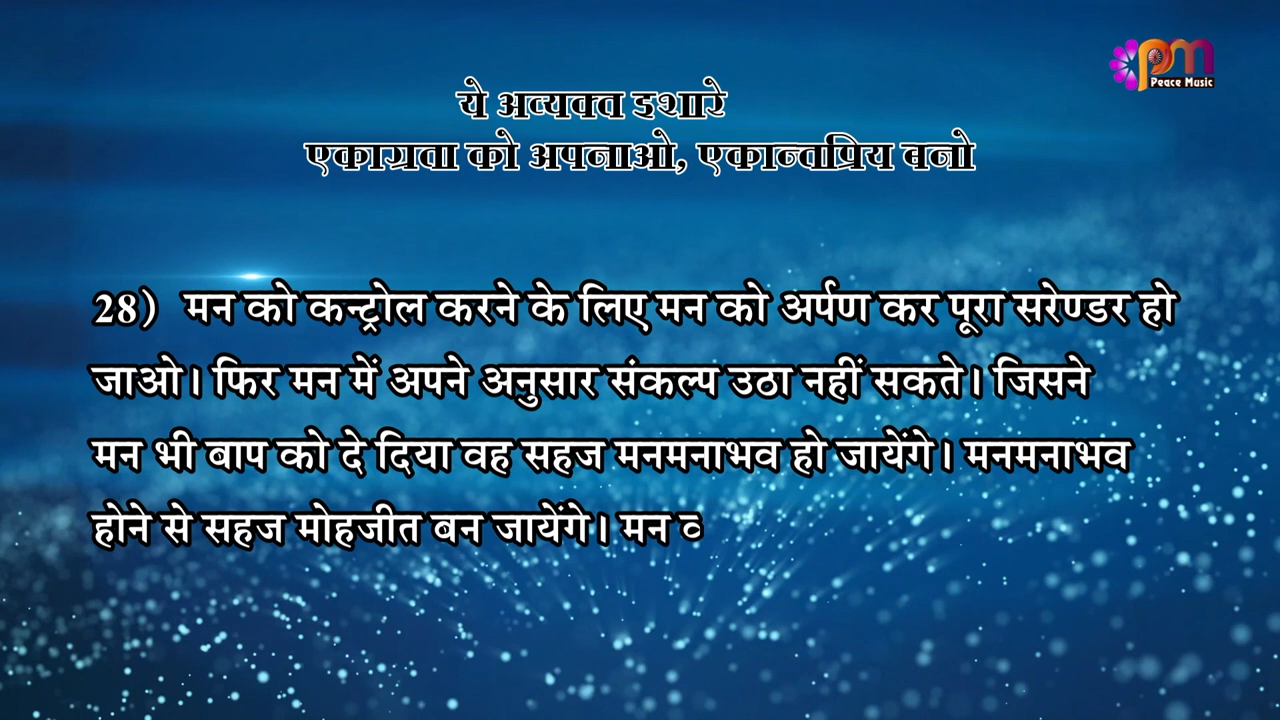 pm
Peace Music
ये अव्यक्त इशारे
एकाग्रता को अपनाओ, एकान्तप्रिय बनो
28) मन को कन्ट्रोल करने के लिए मन को अर्पण कर पूरा सरेण्डर हो
जाओ। फिर मन में अपने अनुसार संकल्प उठा नहीं सकते। जिसने
मन भी बाप को दे दिया वह सहज मनमनाभव हो जायेंगे। मनमनाभव
होने से सहज मोहजीत बन जायेंगे। मन